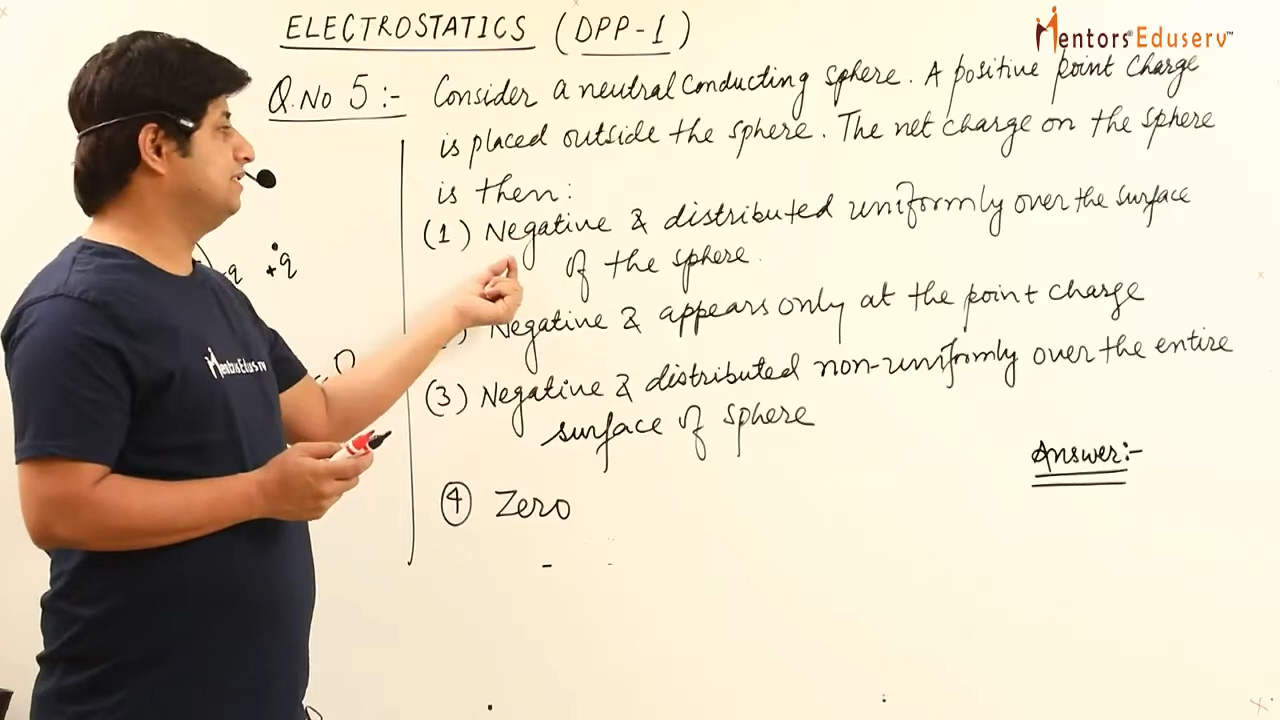 ELECTROSTATICS (DPP-1)
Mentors® Eduserv™
Q.No 5:- Consider a neutral conducting sphere. A positive point charge
is placed outside the sphere. The net charge on the sphere
is then:
(1) Negative & distributed uniformly over the surface
of the sphere.
-q +q
) Negative & appears only at the point charge
(3) Negative & distributed non-uniformly over the entire
surface of sphere
Answer:-
④ Zero
MentorsEduserv